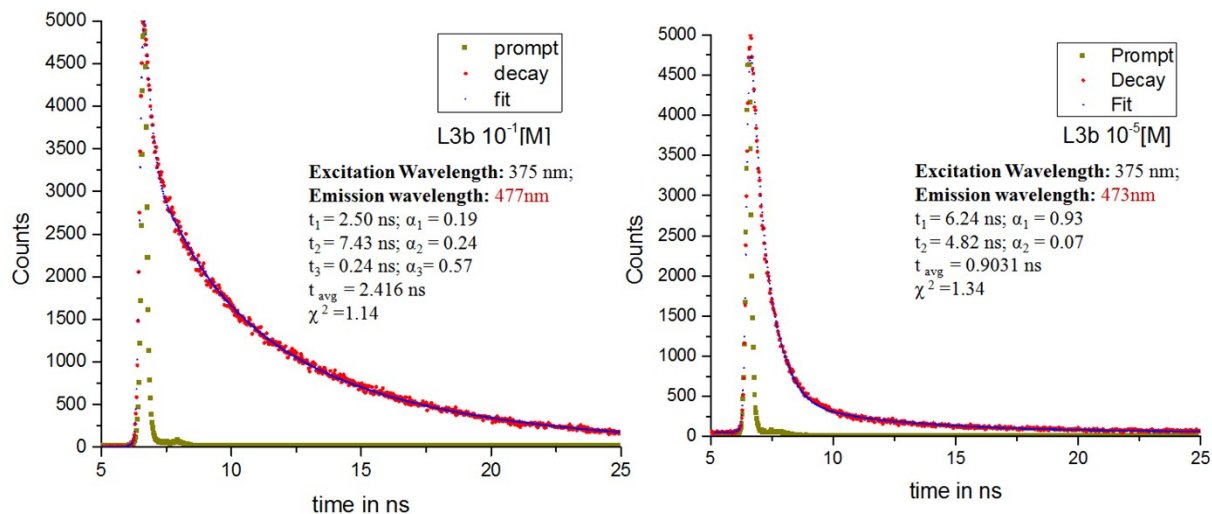 5000
4500
4000
3500
3000
2500
2000
1500
1000
500
0
Counts
5
10
15
20
25
time in ns
prompt
decay
fit
L3b 10⁻¹[M]
Excitation Wavelength: 375 nm;
Emission wavelength: 477nm
t₁ = 2.50 ns; α₁ = 0.19
t₂ = 7.43 ns; α₂ = 0.24
t₃ = 0.24 ns; α₃= 0.57
t avg = 2.416 ns
χ² =1.14
5000
4500
4000
3500
3000
2500
2000
1500
1000
500
0
Counts
5
10
15
20
25
time in ns
Prompt
Decay
Fit
L3b 10⁻⁵[M]
Excitation Wavelength: 375 nm;
Emission wavelength: 473nm
t₁ = 6.24 ns; α₁ = 0.93
t₂ = 4.82 ns; α₂ = 0.07
t avg = 0.9031 ns
χ² =1.34